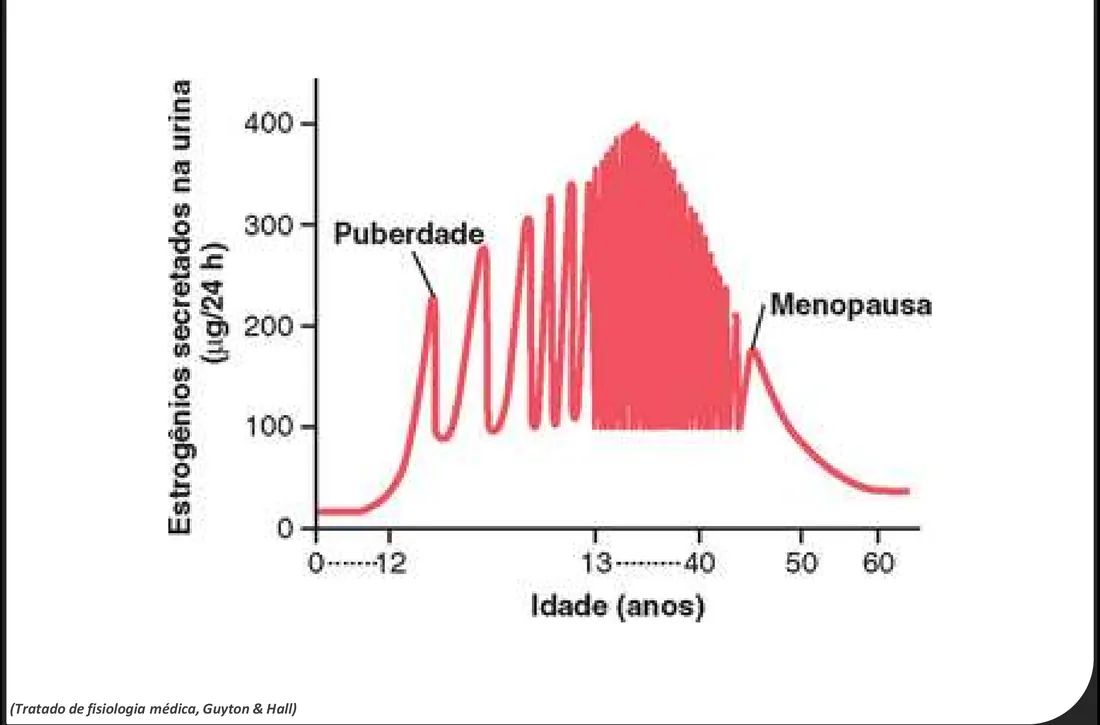 Estrogênios secretados na urina
(μg/24 h)
400
300
200
100
0
Puberdade
Menopausa
0........12
13..........40
50
60
Idade (anos)
(Tratado de fisiologia médica, Guyton & Hall)